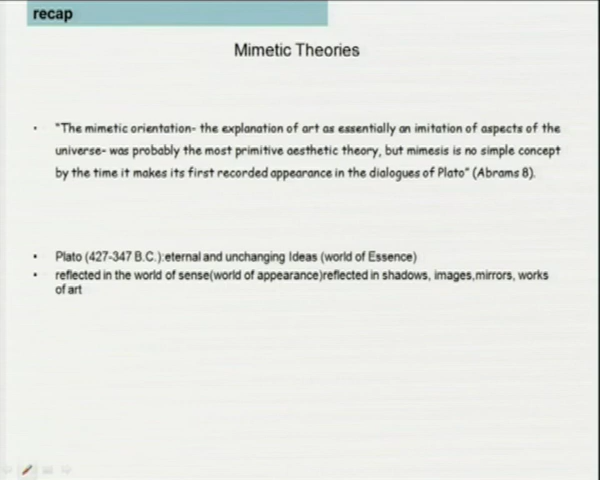 recap
Mimetic Theories
• "The mimetic orientation- the explanation of art as essentially an imitation of aspects of the
universe- was probably the most primitive aesthetic theory, but mimesis is no simple concept
by the time it makes its first recorded appearance in the dialogues of Plato" (Abrams 8).
• Plato (427-347 B.C.):eternal and unchanging Ideas (world of Essence)
• reflected in the world of sense(world of appearance)reflected in shadows, images,mirrors, works
of art